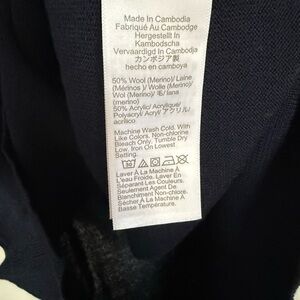 Made In Cambodia
Fabriqué Au Cambodge
Hergestellt In
Kambodscha
Vervaardigd In Cambodja
カンボジア製
hecho en camboya
50% Wool (Merino)/ Laine
(Mérinos )/ Wolle (Merino)/
Wol (Merino)/ 毛/ lana
(merino)
50% Acrylic/ Acrylique/
Polyacryl/ Acryl/ アクリル/
acrílico
Machine Wash Cold. With
Like Colors. Non-chlorine
Bleach Only. Tumble Dry
Low. Iron On Lowest
Setting.
Laver À La Machine À
L'eau Froide. Laver En
Séparant Les Couleurs.
Seulement Agent De
Blanchiment Non Chloré.
Sécher À La Machine À
Basse Température.